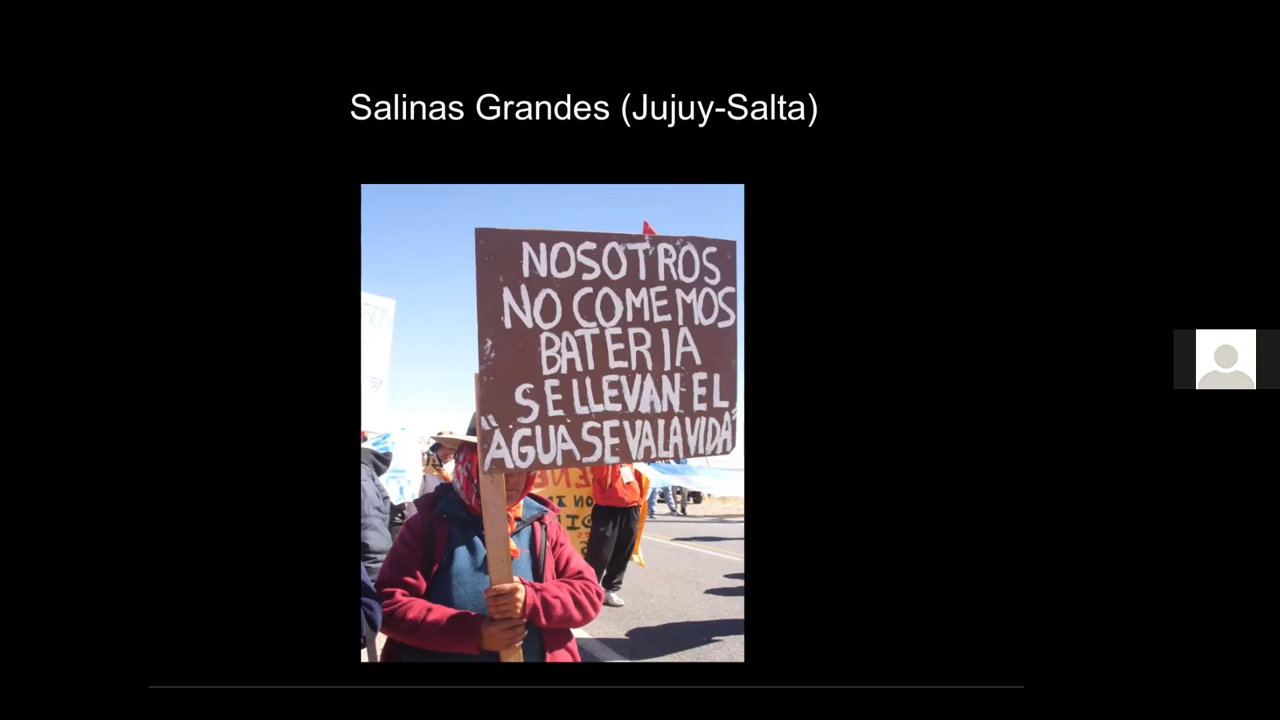 Salinas Grandes (Jujuy-Salta)
NOSOTROS
NO COMEMOS
BATERIA
SE LLEVAN EL
"AGUA SE VA LA VIDA"